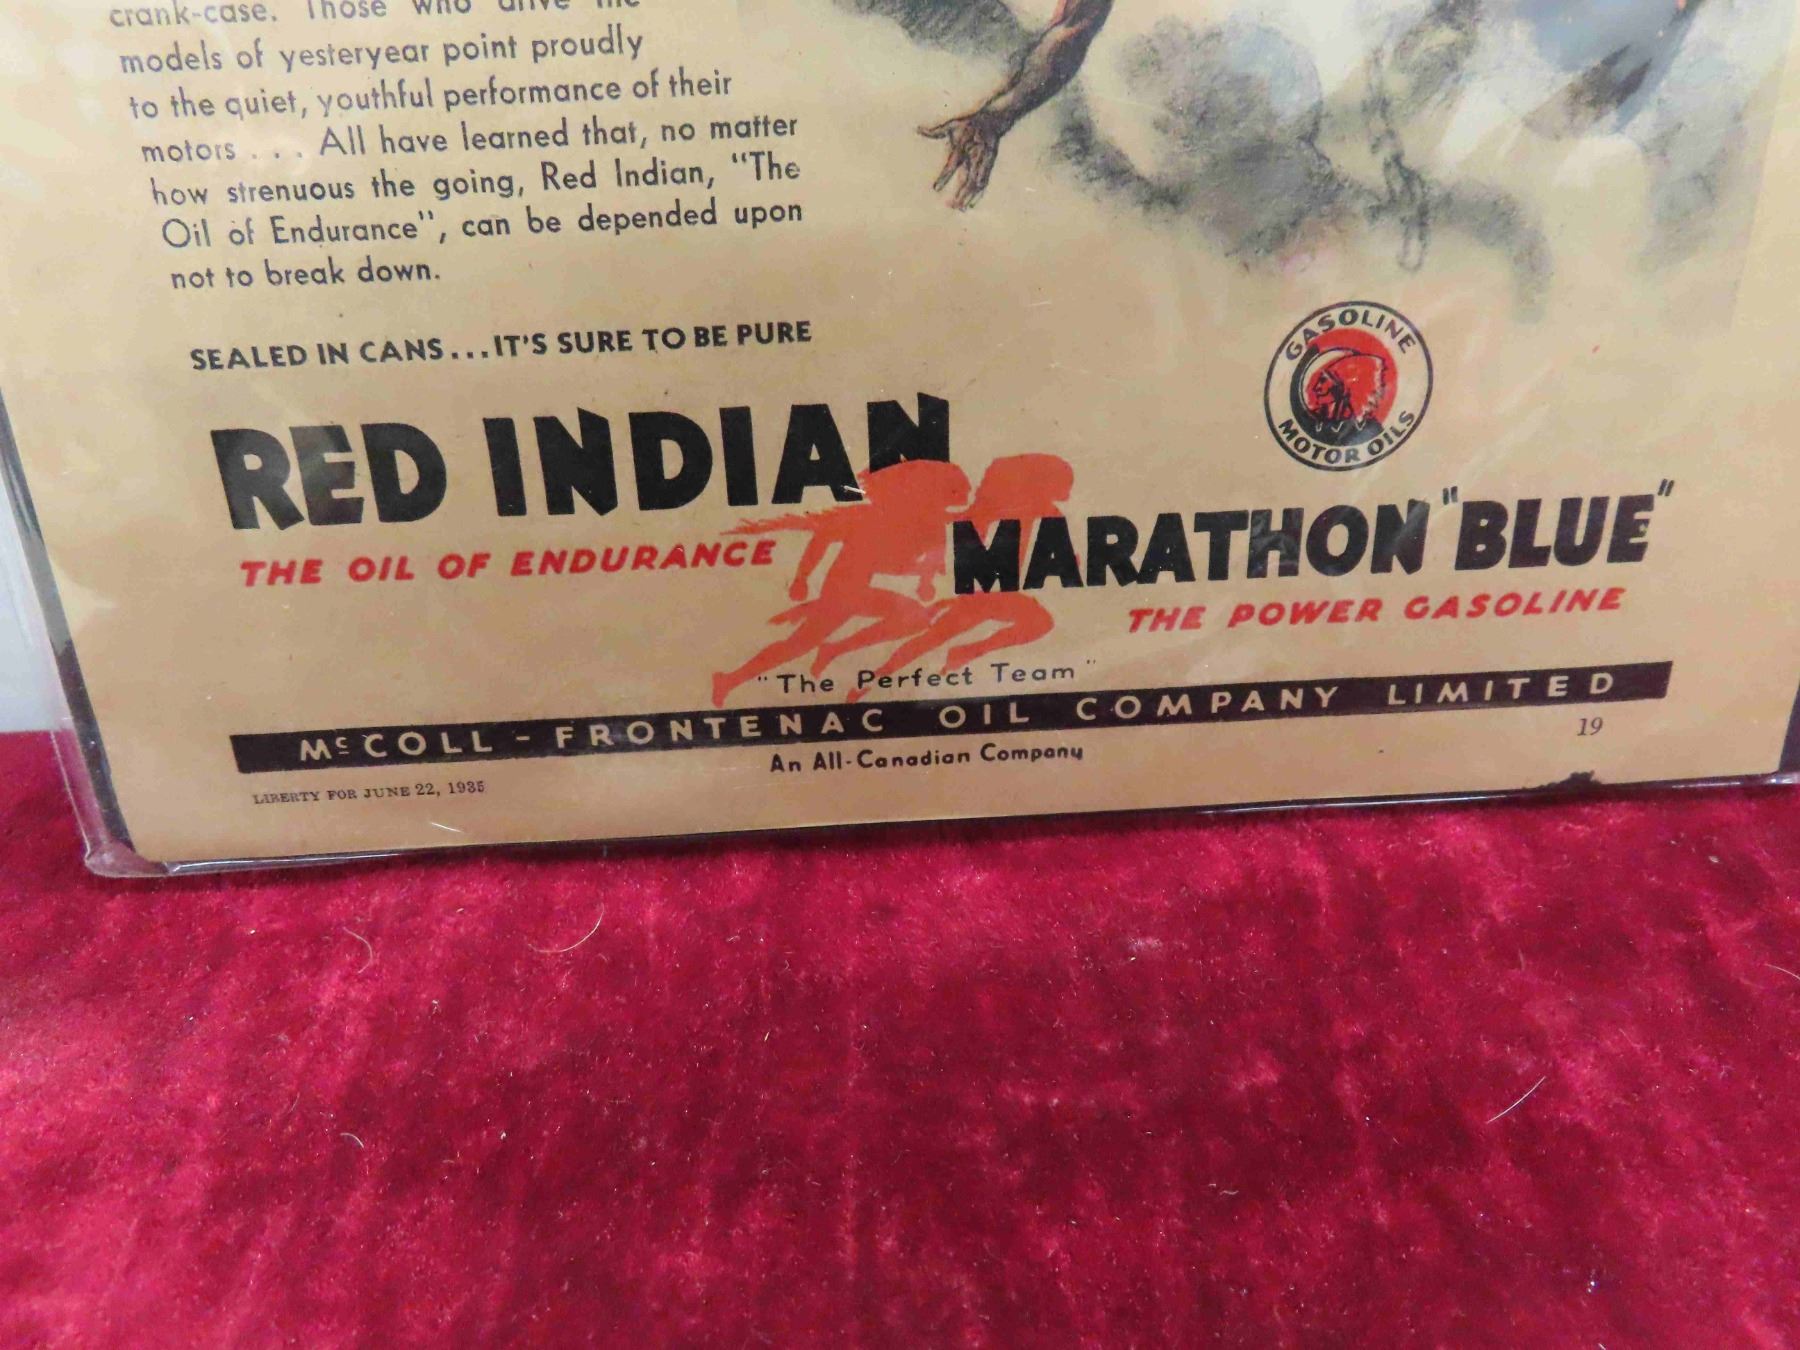 crank-case. Those who drive the
models of yesteryear point proudly
to the quiet, youthful performance of their
motors . . . All have learned that, no matter
how strenuous the going, Red Indian, "The
Oil of Endurance", can be depended upon
not to break down.
SEALED IN CANS...IT'S SURE TO BE PURE
GASOLINE
MOTOR OILS
RED INDIAN
THE OIL OF ENDURANCE
MARATHON "BLUE"
THE POWER GASOLINE
"The Perfect Team"
McCOLL-FRONTENAC OIL COMPANY LIMITED
An All-Canadian Company
19
LIBERTY FOR JUNE 22, 1935